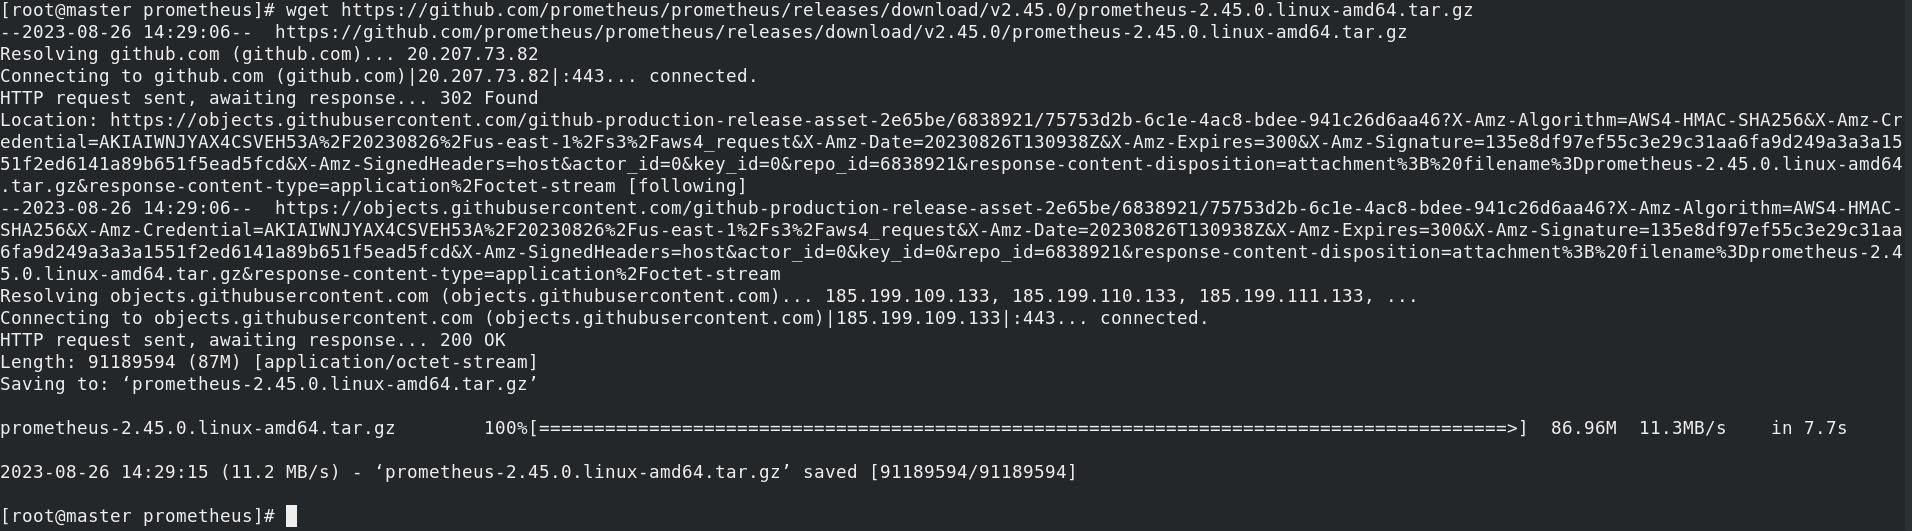 [root@master prometheus]# wget https://github.com/prometheus/prometheus/releases/download/v2.45.0/prometheus-2.45.0.linux-amd64.tar.gz
--2023-08-26 14:29:06--  https://github.com/prometheus/prometheus/releases/download/v2.45.0/prometheus-2.45.0.linux-amd64.tar.gz
Resolving github.com (github.com)... 20.207.73.82
Connecting to github.com (github.com)|20.207.73.82|:443... connected.
HTTP request sent, awaiting response... 302 Found
Location: https://objects.githubusercontent.com/github-production-release-asset-2e65be/6838921/75753d2b-6c1e-4ac8-bdee-941c26d6aa46?X-Amz-Algorithm=AWS4-HMAC-SHA256&X-Amz-Cr
edential=AKIAIWNJYAX4CSVEH53A%2F20230826%2Fus-east-1%2Fs3%2Faws4_request&X-Amz-Date=20230826T130938Z&X-Amz-Expires=300&X-Amz-Signature=135e8df97ef55c3e29c31aa6fa9d249a3a3a15
51f2ed6141a89b651f5ead5fcd&X-Amz-SignedHeaders=host&actor_id=0&key_id=0&repo_id=6838921&response-content-disposition=attachment%3B%20filename%3Dprometheus-2.45.0.linux-amd64
.tar.gz&response-content-type=application%2Foctet-stream [following]
--2023-08-26 14:29:06--  https://objects.githubusercontent.com/github-production-release-asset-2e65be/6838921/75753d2b-6c1e-4ac8-bdee-941c26d6aa46?X-Amz-Algorithm=AWS4-HMAC-
SHA256&X-Amz-Credential=AKIAIWNJYAX4CSVEH53A%2F20230826%2Fus-east-1%2Fs3%2Faws4_request&X-Amz-Date=20230826T130938Z&X-Amz-Expires=300&X-Amz-Signature=135e8df97ef55c3e29c31aa
6fa9d249a3a3a1551f2ed6141a89b651f5ead5fcd&X-Amz-SignedHeaders=host&actor_id=0&key_id=0&repo_id=6838921&response-content-disposition=attachment%3B%20filename%3Dprometheus-2.4
5.0.linux-amd64.tar.gz&response-content-type=application%2Foctet-stream
Resolving objects.githubusercontent.com (objects.githubusercontent.com)... 185.199.109.133, 185.199.110.133, 185.199.111.133, ...
Connecting to objects.githubusercontent.com (objects.githubusercontent.com)|185.199.109.133|:443... connected.
HTTP request sent, awaiting response... 200 OK
Length: 91189594 (87M) [application/octet-stream]
Saving to: ‘prometheus-2.45.0.linux-amd64.tar.gz’
prometheus-2.45.0.linux-amd64.tar.gz        100%[========================================================================================>]  86.96M  11.3MB/s    in 7.7s
2023-08-26 14:29:15 (11.2 MB/s) - ‘prometheus-2.45.0.linux-amd64.tar.gz’ saved [91189594/91189594]
[root@master prometheus]#